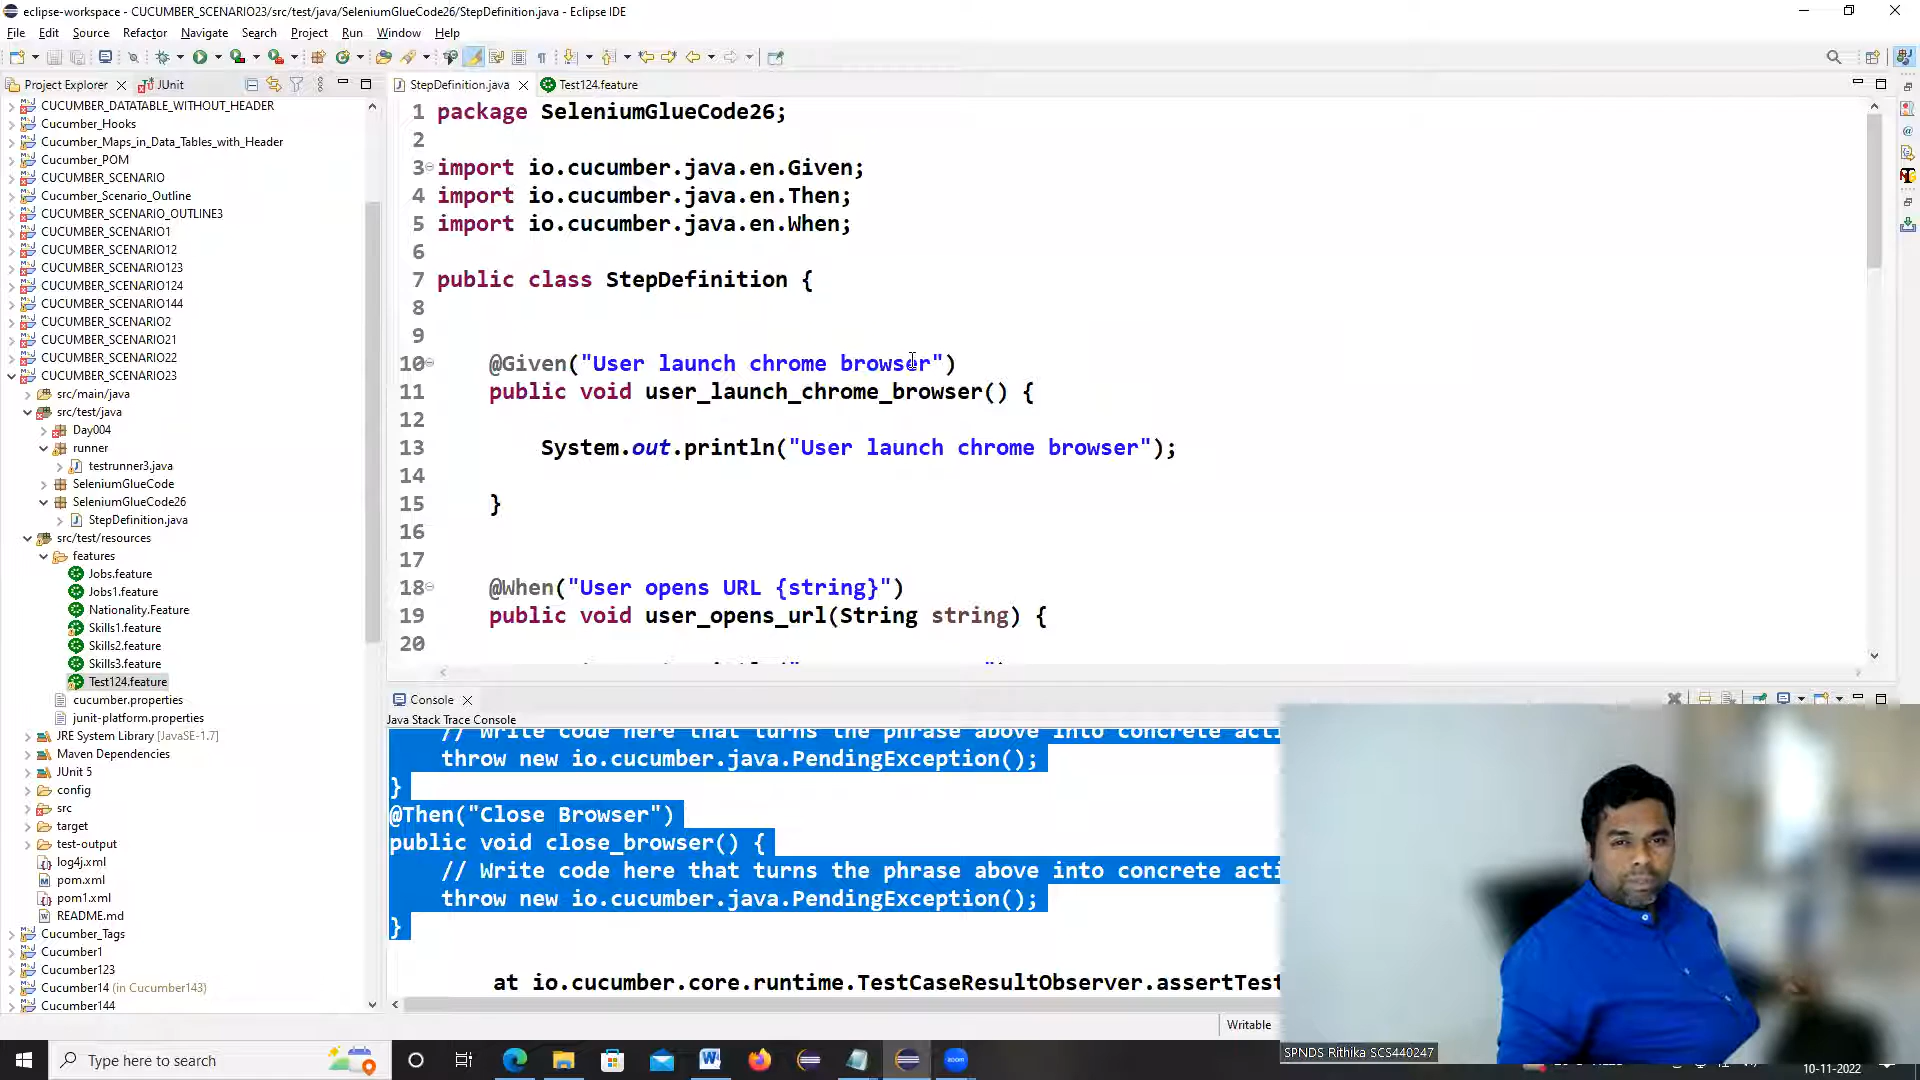 eclipse-workspace - CUCUMBER_SCENARIO23/src/test/java/SeleniumGlueCode26/StepDefinition.java - Eclipse IDE
File Edit Source Refactor Navigate Search Project Run Window Help
Project Explorer JUnit
CUCUMBER_DATATABLE_WITHOUT_HEADER
Cucumber_Hooks
Cucumber_Maps_in_Data_Tables_with_Header
Cucumber_POM
CUCUMBER_SCENARIO
Cucumber_Scenario_Outline
CUCUMBER_SCENARIO_OUTLINE3
CUCUMBER_SCENARIO1
CUCUMBER_SCENARIO12
CUCUMBER_SCENARIO123
CUCUMBER_SCENARIO124
CUCUMBER_SCENARIO144
CUCUMBER_SCENARIO2
CUCUMBER_SCENARIO21
CUCUMBER_SCENARIO22
CUCUMBER_SCENARIO23
src/main/java
src/test/java
Day004
runner
testrunner3.java
SeleniumGlueCode
SeleniumGlueCode26
StepDefinition.java
src/test/resources
features
Jobs.feature
Jobs1.feature
Nationality.Feature
Skills1.feature
Skills2.feature
Skills3.feature
Test124.feature
cucumber.properties
junit-platform.properties
JRE System Library [JavaSE-1.7]
Maven Dependencies
JUnit 5
config
src
target
test-output
log4j.xml
pom.xml
pom1.xml
README.md
Cucumber_Tags
Cucumber1
Cucumber123
Cucumber14 (in Cucumber143)
Cucumber144
StepDefinition.java Test124.feature
1 package SeleniumGlueCode26;
2
3 import io.cucumber.java.en.Given;
4 import io.cucumber.java.en.Then;
5 import io.cucumber.java.en.When;
6
7 public class StepDefinition {
8
9
10 @Given("User launch chrome browser")
11 public void user_launch_chrome_browser() {
12
13 System.out.println("User launch chrome browser");
14
15 }
16
17
18 @When("User opens URL {string}")
19 public void user_opens_url(String string) {
20
Console
Java Stack Trace Console
// Write code here that turns the phrase above into concrete acti
throw new io.cucumber.java.PendingException();
}
@Then("Close Browser")
public void close_browser() {
// Write code here that turns the phrase above into concrete acti
throw new io.cucumber.java.PendingException();
}
at io.cucumber.core.runtime.TestCaseResultObserver.assertTest
Writable
SPNDS Rithika SCS440247
Type here to search
zoom
10-11-2022